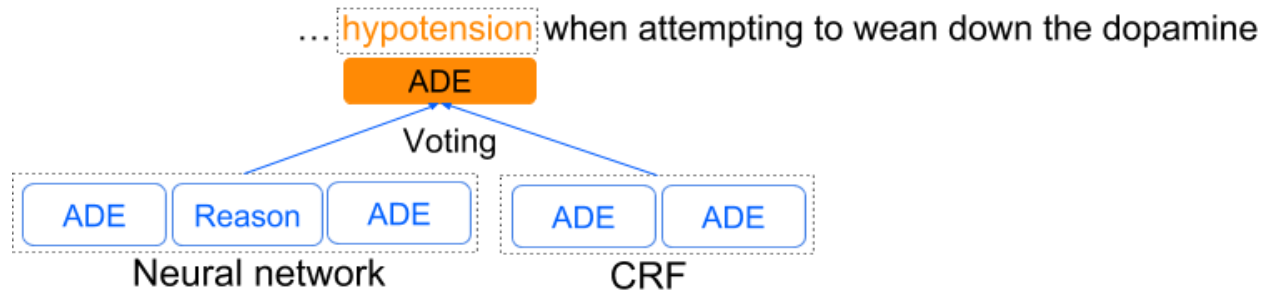 ... hypotension when attempting to wean down the dopamine
ADE
Voting
ADE Reason ADE ADE ADE
Neural network CRF